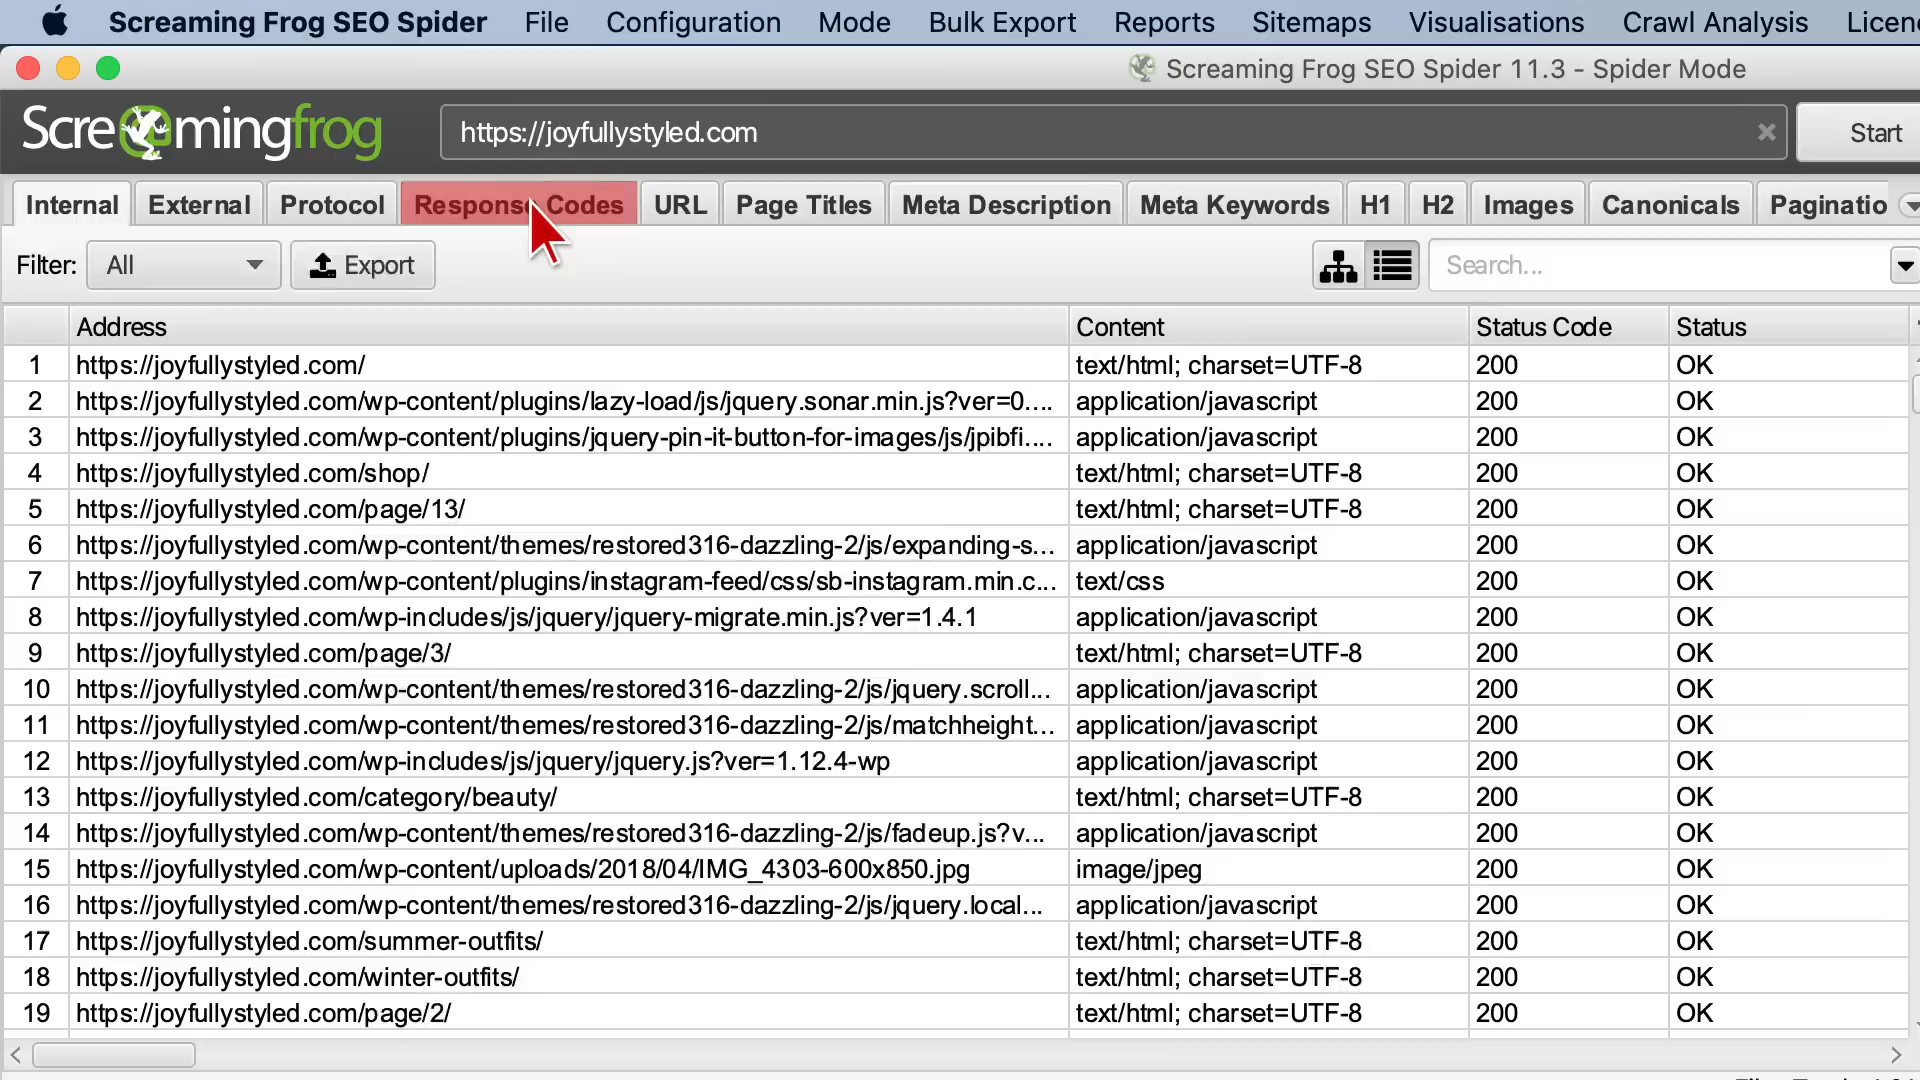 Screaming Frog SEO Spider File Configuration Mode Bulk Export Reports Sitemaps Visualisations Crawl Analysis Licen
Screaming Frog SEO Spider 11.3 - Spider Mode
Screamingfrog https://joyfullystyled.com Start
Internal External Protocol Response Codes URL Page Titles Meta Description Meta Keywords H1 H2 Images Canonicals Paginatio
Filter: All Export Search...
Address Content Status Code Status
1 https://joyfullystyled.com/ text/html; charset=UTF-8 200 OK
2 https://joyfullystyled.com/wp-content/plugins/lazy-load/js/jquery.sonar.min.js?ver=0.... application/javascript 200 OK
3 https://joyfullystyled.com/wp-content/plugins/jquery-pin-it-button-for-images/js/jpibfi.... application/javascript 200 OK
4 https://joyfullystyled.com/shop/ text/html; charset=UTF-8 200 OK
5 https://joyfullystyled.com/page/13/ text/html; charset=UTF-8 200 OK
6 https://joyfullystyled.com/wp-content/themes/restored316-dazzling-2/js/expanding-s... application/javascript 200 OK
7 https://joyfullystyled.com/wp-content/plugins/instagram-feed/css/sb-instagram.min.c... text/css 200 OK
8 https://joyfullystyled.com/wp-includes/js/jquery/jquery-migrate.min.js?ver=1.4.1 application/javascript 200 OK
9 https://joyfullystyled.com/page/3/ text/html; charset=UTF-8 200 OK
10 https://joyfullystyled.com/wp-content/themes/restored316-dazzling-2/js/jquery.scroll... application/javascript 200 OK
11 https://joyfullystyled.com/wp-content/themes/restored316-dazzling-2/js/matchheight... application/javascript 200 OK
12 https://joyfullystyled.com/wp-includes/js/jquery/jquery.js?ver=1.12.4-wp application/javascript 200 OK
13 https://joyfullystyled.com/category/beauty/ text/html; charset=UTF-8 200 OK
14 https://joyfullystyled.com/wp-content/themes/restored316-dazzling-2/js/fadeup.js?v... application/javascript 200 OK
15 https://joyfullystyled.com/wp-content/uploads/2018/04/IMG_4303-600x850.jpg image/jpeg 200 OK
16 https://joyfullystyled.com/wp-content/themes/restored316-dazzling-2/js/jquery.local... application/javascript 200 OK
17 https://joyfullystyled.com/summer-outfits/ text/html; charset=UTF-8 200 OK
18 https://joyfullystyled.com/winter-outfits/ text/html; charset=UTF-8 200 OK
19 https://joyfullystyled.com/page/2/ text/html; charset=UTF-8 200 OK